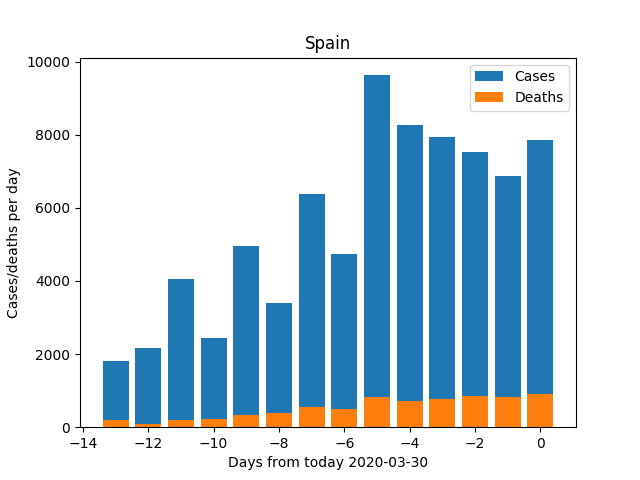 Spain
Cases
Deaths
Cases/deaths per day
10000
8000
6000
4000
2000
0
−14 −12 −10 −8 −6 −4 −2 0
Days from today 2020-03-30